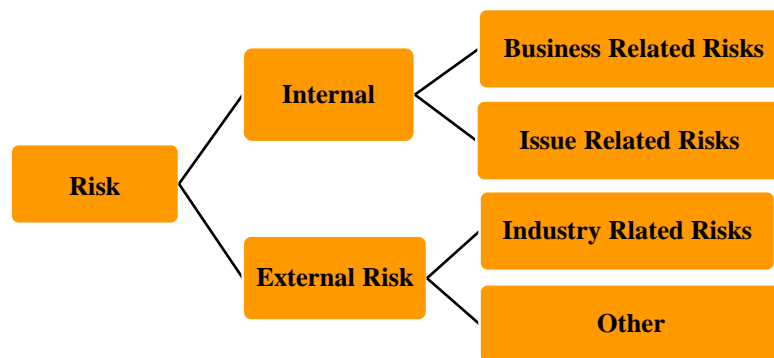 Business Related Risks
Internal
Issue Related Risks
Risk
Industry Rlated Risks
External Risk
Other